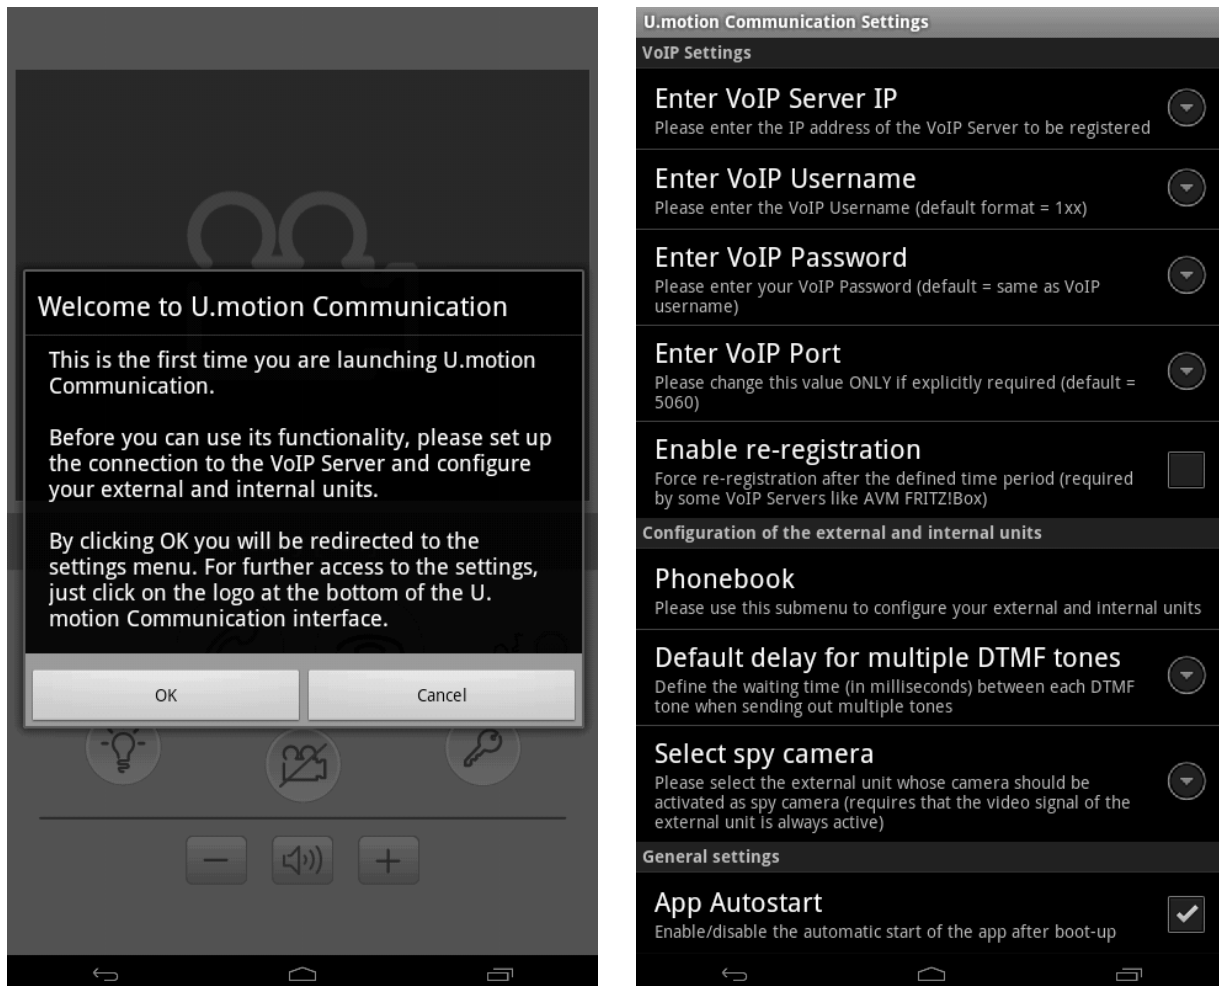 Welcome to U.motion Communication
This is the first time you are launching U.motion
Communication.
Before you can use its functionality, please set up
the connection to the VoIP Server and configure
your external and internal units.
By clicking OK you will be redirected to the
settings menu. For further access to the settings,
just click on the logo at the bottom of the U.
motion Communication interface.
OK
Cancel
U.motion Communication Settings
VoIP Settings
Enter VoIP Server IP
Please enter the IP address of the VoIP Server to be registered
Enter VoIP Username
Please enter the VoIP Username (default format = 1xx)
Enter VoIP Password
Please enter your VoIP Password (default = same as VoIP
username)
Enter VoIP Port
Please change this value ONLY if explicitly required (default =
5060)
Enable re-registration
Force re-registration after the defined time period (required
by some VoIP Servers like AVM FRITZ!Box)
Configuration of the external and internal units
Phonebook
Please use this submenu to configure your external and internal units
Default delay for multiple DTMF tones
Define the waiting time (in milliseconds) between each DTMF
tone when sending out multiple tones
Select spy camera
Please select the external unit whose camera should be
activated as spy camera (requires that the video signal of the
external unit is always active)
General settings
App Autostart
Enable/disable the automatic start of the app after boot-up